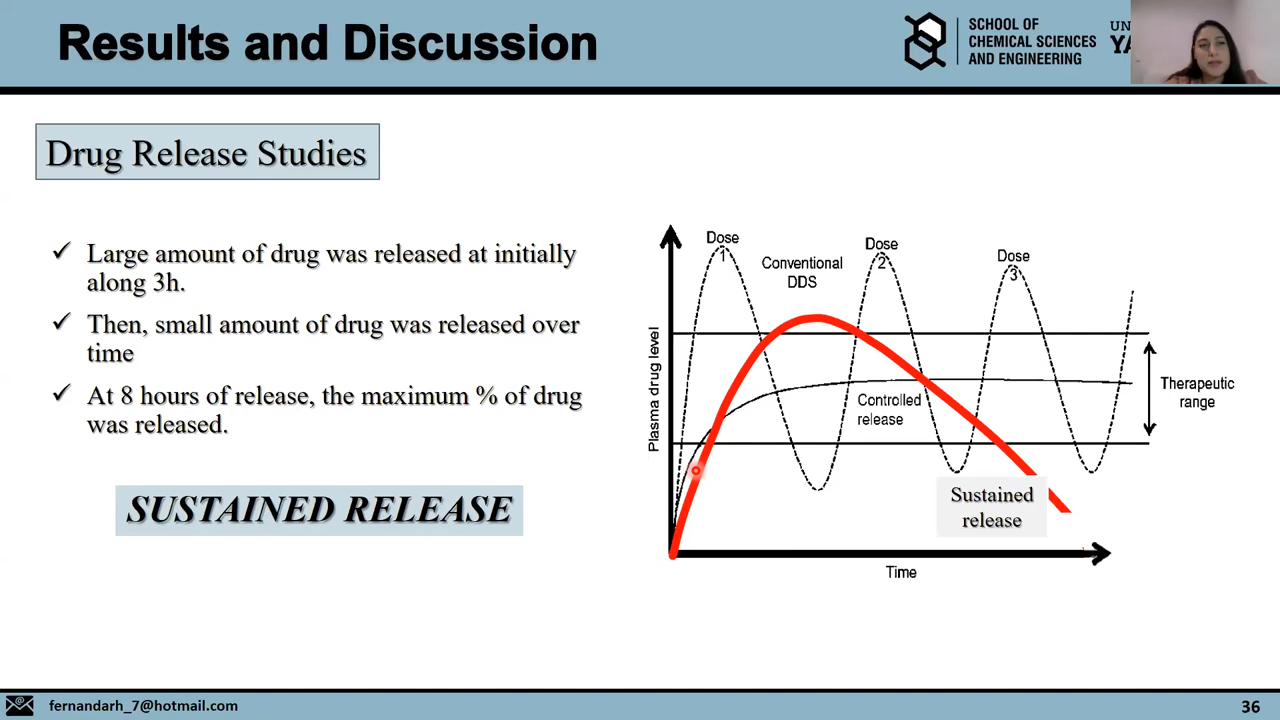 Results and Discussion
SCHOOL OF
CHEMICAL SCIENCES
AND ENGINEERING
Drug Release Studies
✓ Large amount of drug was released at initially
along 3h.
✓ Then, small amount of drug was released over
time
✓ At 8 hours of release, the maximum % of drug
was released.
SUSTAINED RELEASE
Dose
1
Conventional
DDS
Dose
2
Dose
3
Plasma drug level
Controlled
release
Therapeutic
range
Sustained
release
Time
fernandarh_7@hotmail.com
36